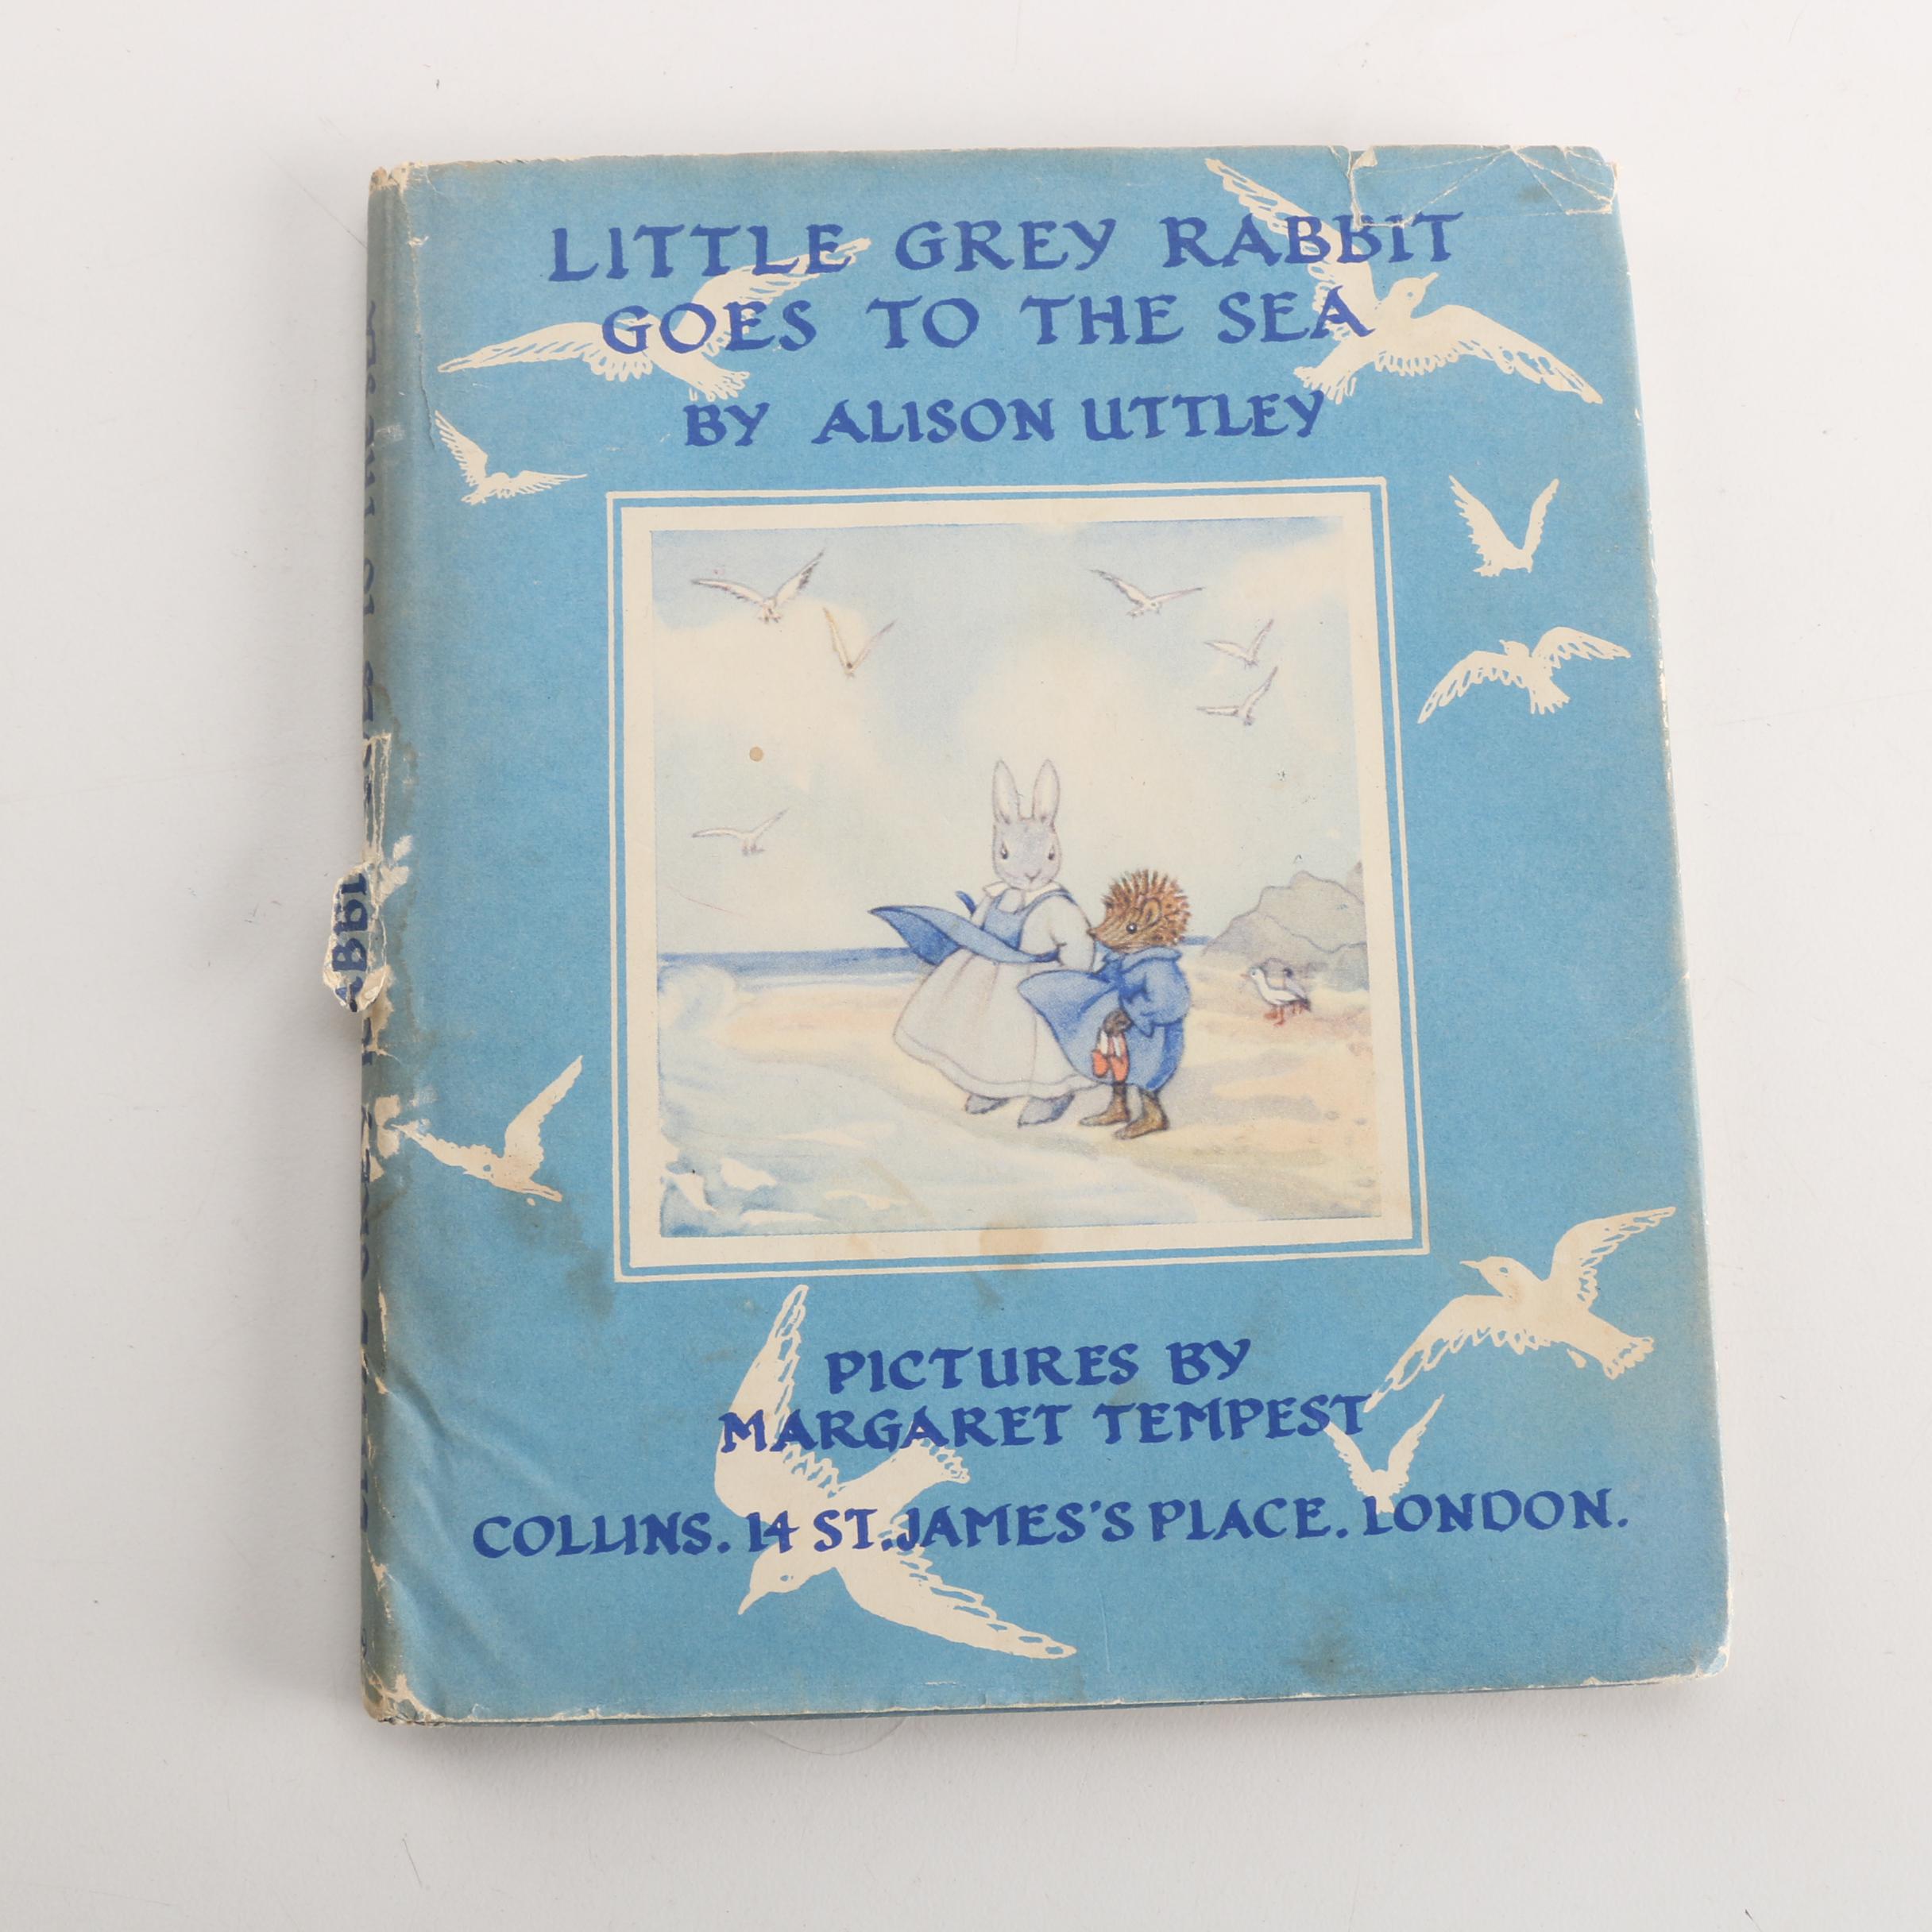 LITTLE GREY RABBIT
GOES TO THE SEA
BY ALISON UTTLEY
PICTURES BY
MARGARET TEMPEST
COLLINS. 14 ST. JAMES'S PLACE. LONDON.